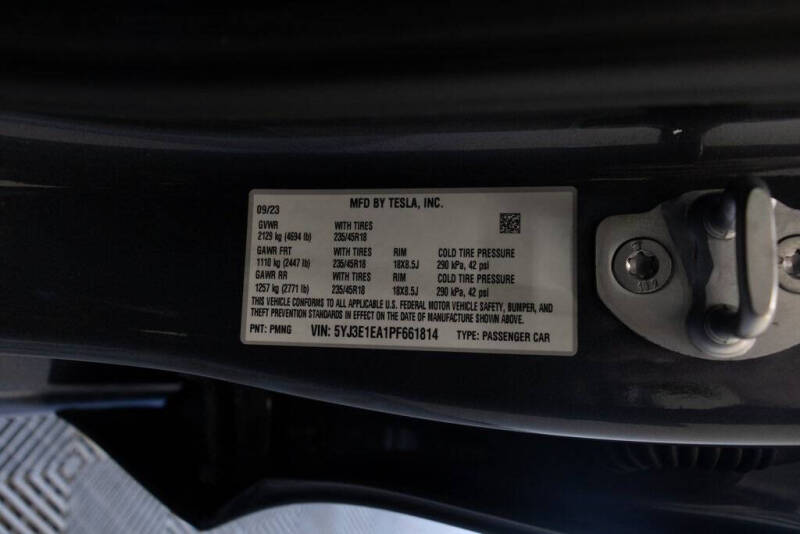 MFD BY TESLA, INC.
09/23
GVWR WITH TIRES
2129 kg (4694 lb) 235/45R18
GAWR FRT WITH TIRES RIM COLD TIRE PRESSURE
1110 kg (2447 lb) 235/45R18 18X8.5J 290 kPa, 42 psi
GAWR RR WITH TIRES RIM COLD TIRE PRESSURE
1257 kg (2771 lb) 235/45R18 18X8.5J 290 kPa, 42 psi
THIS VEHICLE CONFORMS TO ALL APPLICABLE U.S. FEDERAL MOTOR VEHICLE SAFETY, BUMPER, AND
THEFT PREVENTION STANDARDS IN EFFECT ON THE DATE OF MANUFACTURE SHOWN ABOVE.
PNT: PMNG VIN: 5YJ3E1EA1PF661814 TYPE: PASSENGER CAR